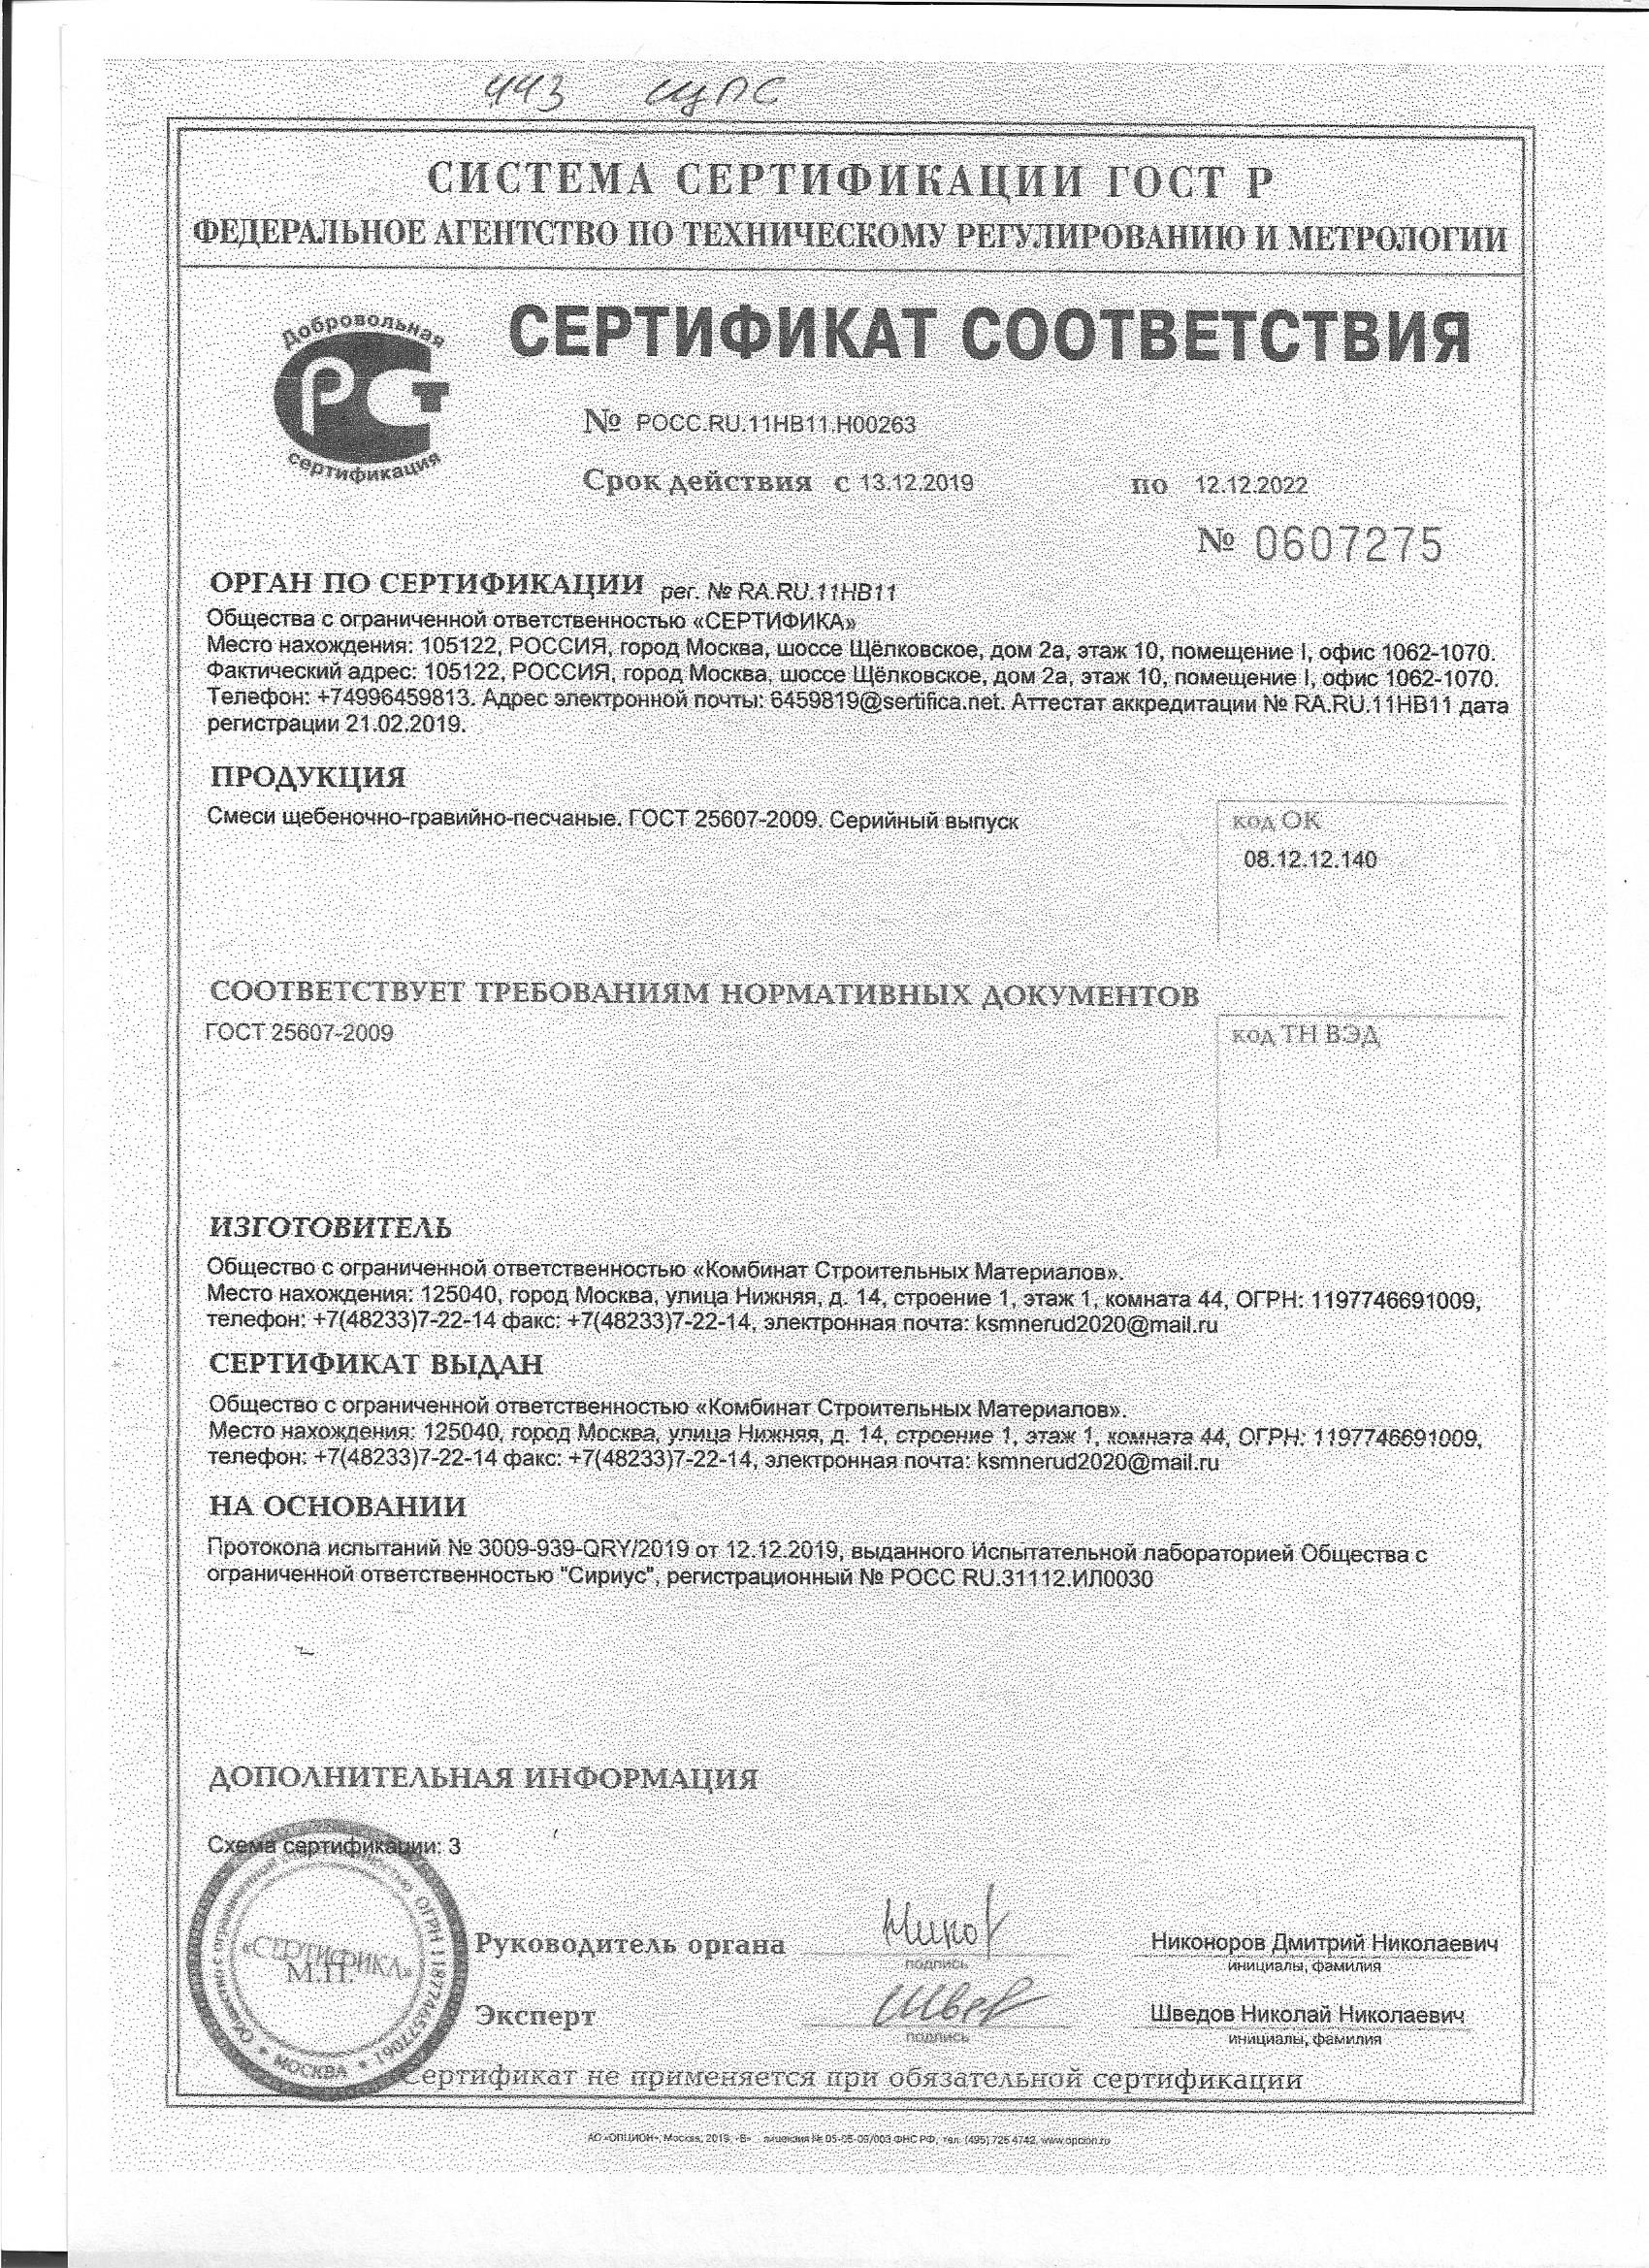 443 щПС
СИСТЕМА СЕРТИФИКАЦИИ ГОСТ Р
ФЕДЕРАЛЬНОЕ АГЕНТСТВО ПО ТЕХНИЧЕСКОМУ РЕГУЛИРОВАНИЮ И МЕТРОЛОГИИ
Добровольная
РСТ
сертификация
СЕРТИФИКАТ СООТВЕТСТВИЯ
№ РОСС.RU.11НВ11.Н00263
Срок действия с 13.12.2019 по 12.12.2022
№ 0607275
ОРГАН ПО СЕРТИФИКАЦИИ рег. № RA.RU.11НВ11
Общества с ограниченной ответственностью «СЕРТИФИКА»
Место нахождения: 105122, РОССИЯ, город Москва, шоссе Щёлковское, дом 2а, этаж 10, помещение I, офис 1062-1070.
Фактический адрес: 105122, РОССИЯ, город Москва, шоссе Щёлковское, дом 2а, этаж 10, помещение I, офис 1062-1070.
Телефон: +74996459813. Адрес электронной почты: 6459819@sertifica.net. Аттестат аккредитации № RA.RU.11НВ11 дата
регистрации 21.02.2019.
ПРОДУКЦИЯ
Смеси щебеночно-гравийно-песчаные. ГОСТ 25607-2009. Серийный выпуск
код ОК
08.12.12.140
СООТВЕТСТВУЕТ ТРЕБОВАНИЯМ НОРМАТИВНЫХ ДОКУМЕНТОВ
ГОСТ 25607-2009
код ТН ВЭД
ИЗГОТОВИТЕЛЬ
Общество с ограниченной ответственностью «Комбинат Строительных Материалов».
Место нахождения: 125040, город Москва, улица Нижняя, д. 14, строение 1, этаж 1, комната 44, ОГРН: 1197746691009,
телефон: +7(48233)7-22-14 факс: +7(48233)7-22-14, электронная почта: ksmnerud2020@mail.ru
СЕРТИФИКАТ ВЫДАН
Общество с ограниченной ответственностью «Комбинат Строительных Материалов».
Место нахождения: 125040, город Москва, улица Нижняя, д. 14, строение 1, этаж 1, комната 44, ОГРН: 1197746691009,
телефон: +7(48233)7-22-14 факс: +7(48233)7-22-14, электронная почта: ksmnerud2020@mail.ru
НА ОСНОВАНИИ
Протокола испытаний № 3009-939-QRY/2019 от 12.12.2019, выданного Испытательной лабораторией Общества с
ограниченной ответственностью "Сириус", регистрационный № РОСС RU.31112.ИЛ0030
ДОПОЛНИТЕЛЬНАЯ ИНФОРМАЦИЯ
Схема сертификации: 3
«СЕРТИФИКА»
М.П.
МОСКВА
Руководитель органа
подпись
Никоноров Дмитрий Николаевич
инициалы, фамилия
Эксперт
подпись
Шведов Николай Николаевич
инициалы, фамилия
Сертификат не применяется при обязательной сертификации
АО «ОПЦИОН», Москва, 2019, «В» лицензия № 05-05-09/003 ФНС РФ, тел. (495) 726 4742, www.opcion.ru